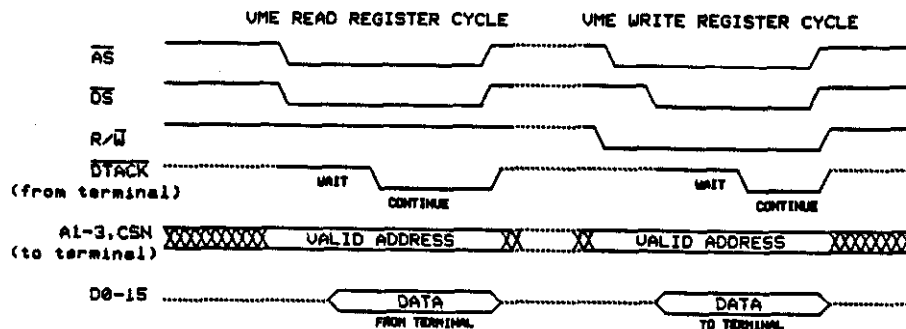 VME READ REGISTER CYCLE VME WRITE REGISTER CYCLE
AS
DS
R/W
DTACK
(from terminal)
WAIT CONTINUE WAIT CONTINUE
A1-3,CSN
(to terminal)
VALID ADDRESS VALID ADDRESS
D0-15
DATA DATA
FROM TERMINAL TO TERMINAL